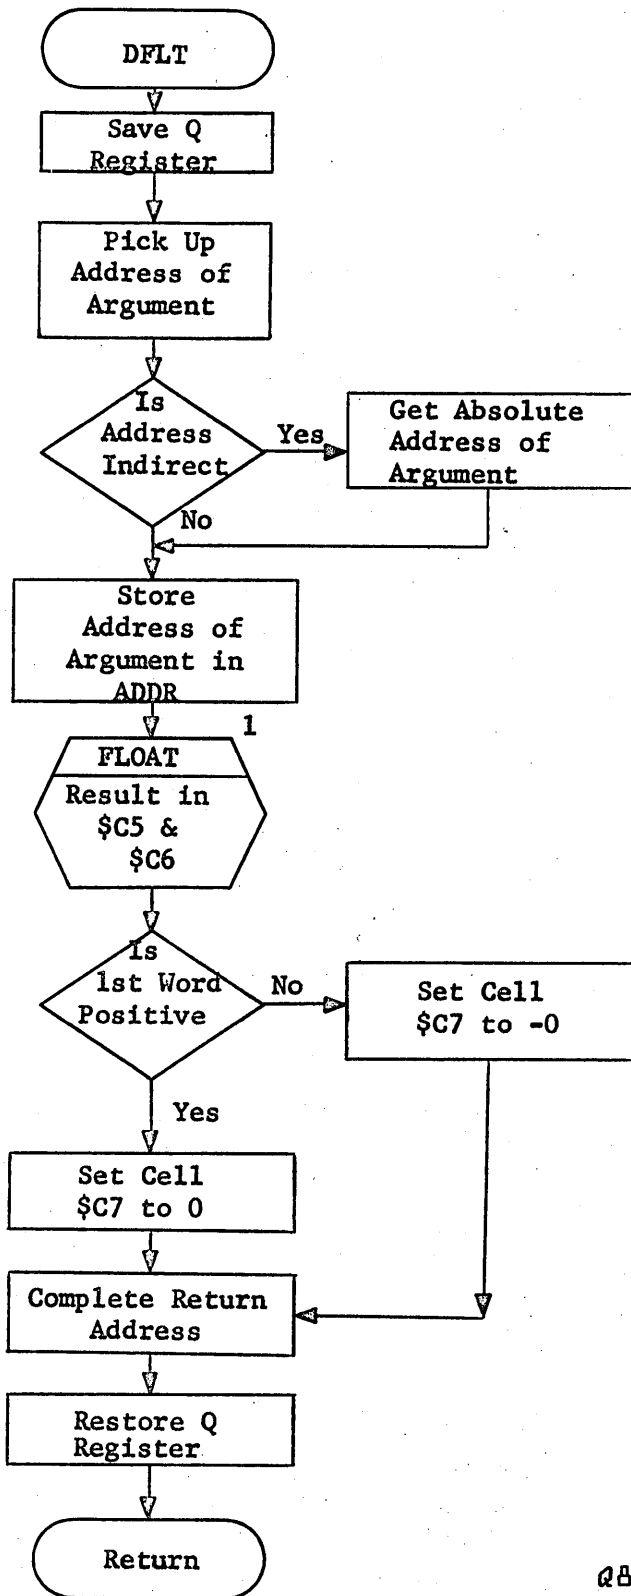 DFLT
Save Q
Register
Pick Up
Address of
Argument
Is
Address
Indirect
Yes
Get Absolute
Address of
Argument
No
Store
Address of
Argument in
ADDR
1
FLOAT
Result in
$C5 &
$C6
Is
1st Word
Positive
No
Set Cell
$C7 to -0
Yes
Set Cell
$C7 to 0
Complete Return
Address
Restore Q
Register
Return
Q8